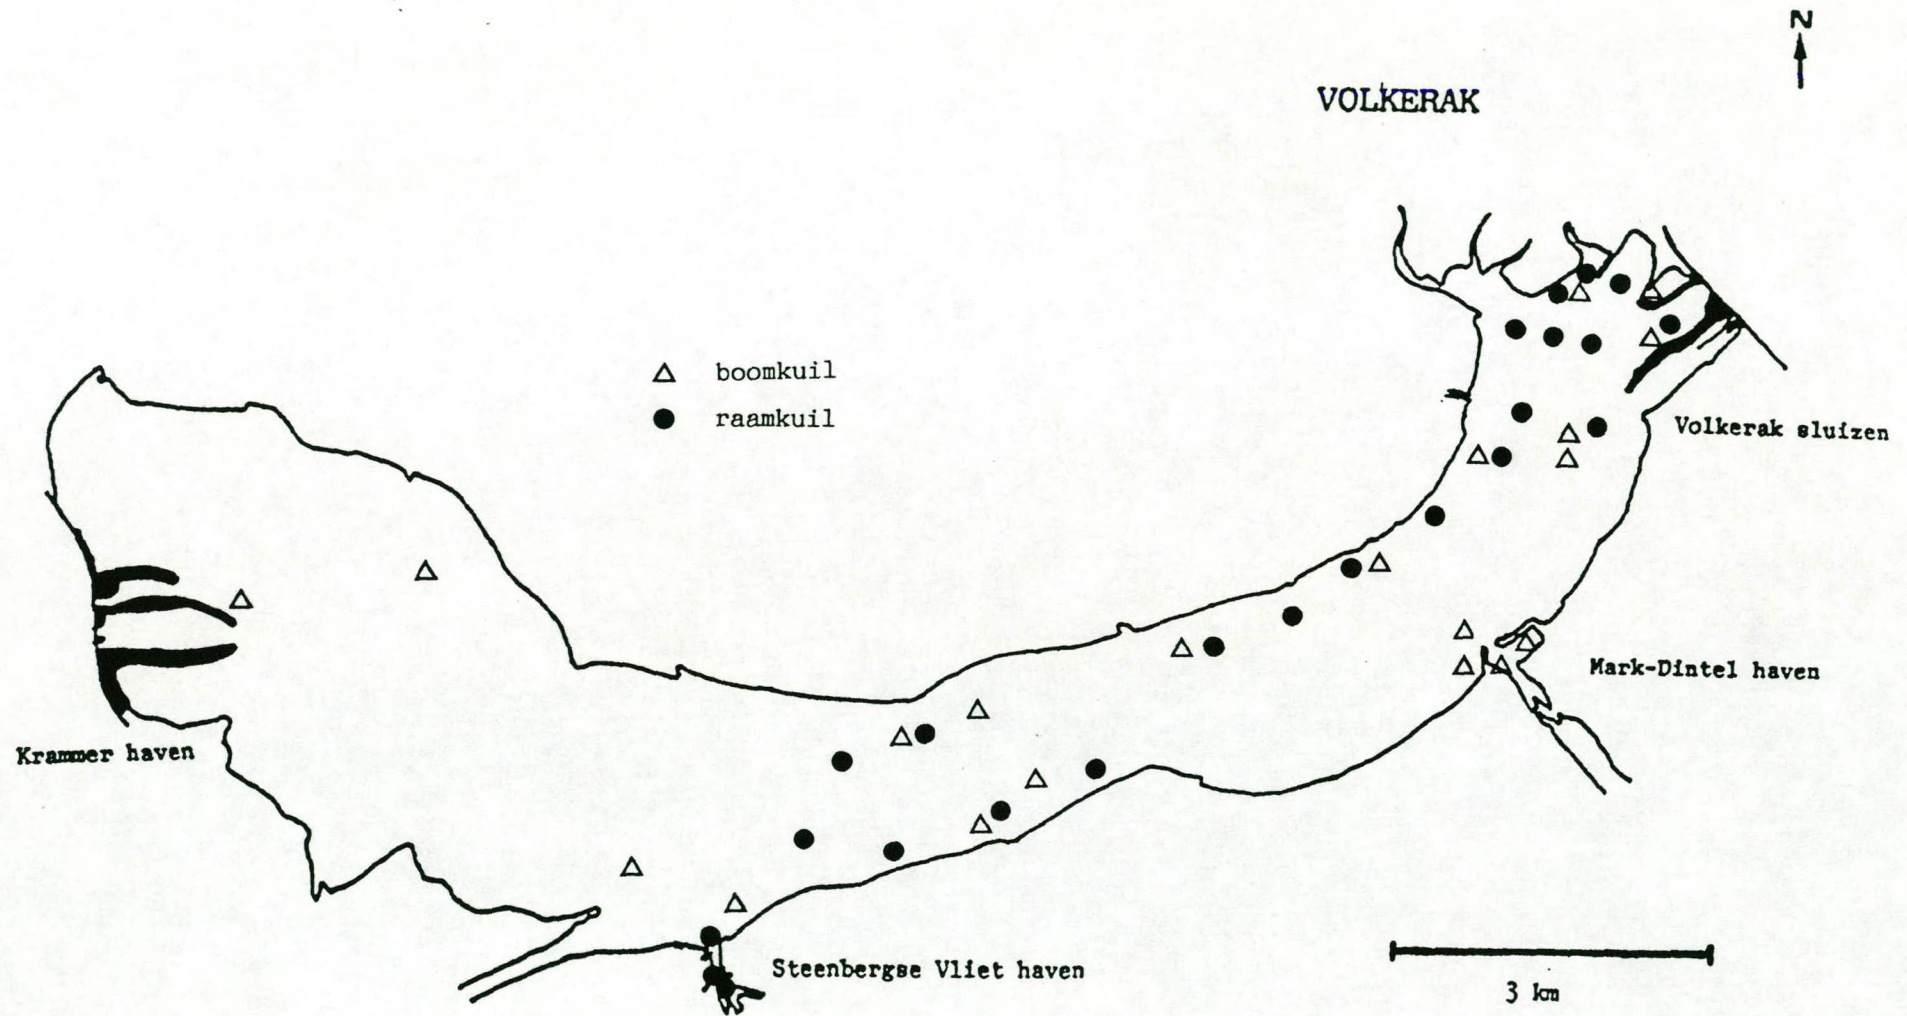 N
VOLKERAK
boomkuil
raamkuil
Volkerak sluizen
Mark-Dintel haven
Krammer haven
Steenbergse Vliet haven
3 km